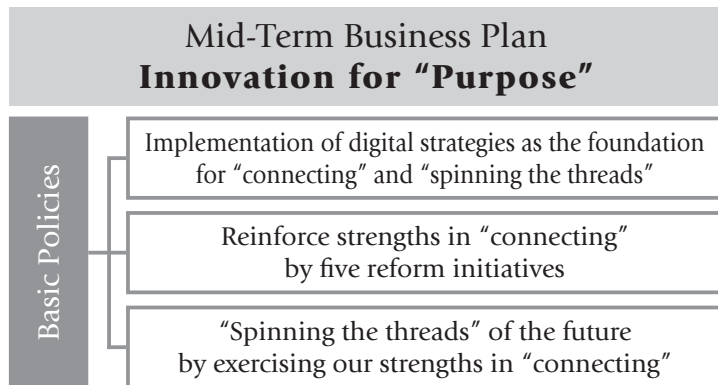 Mid-Term Business Plan
Innovation for “Purpose”
Basic Policies
Implementation of digital strategies as the foundation
for “connecting” and “spinning the threads”
Reinforce strengths in “connecting”
by five reform initiatives
“Spinning the threads” of the future
by exercising our strengths in “connecting”